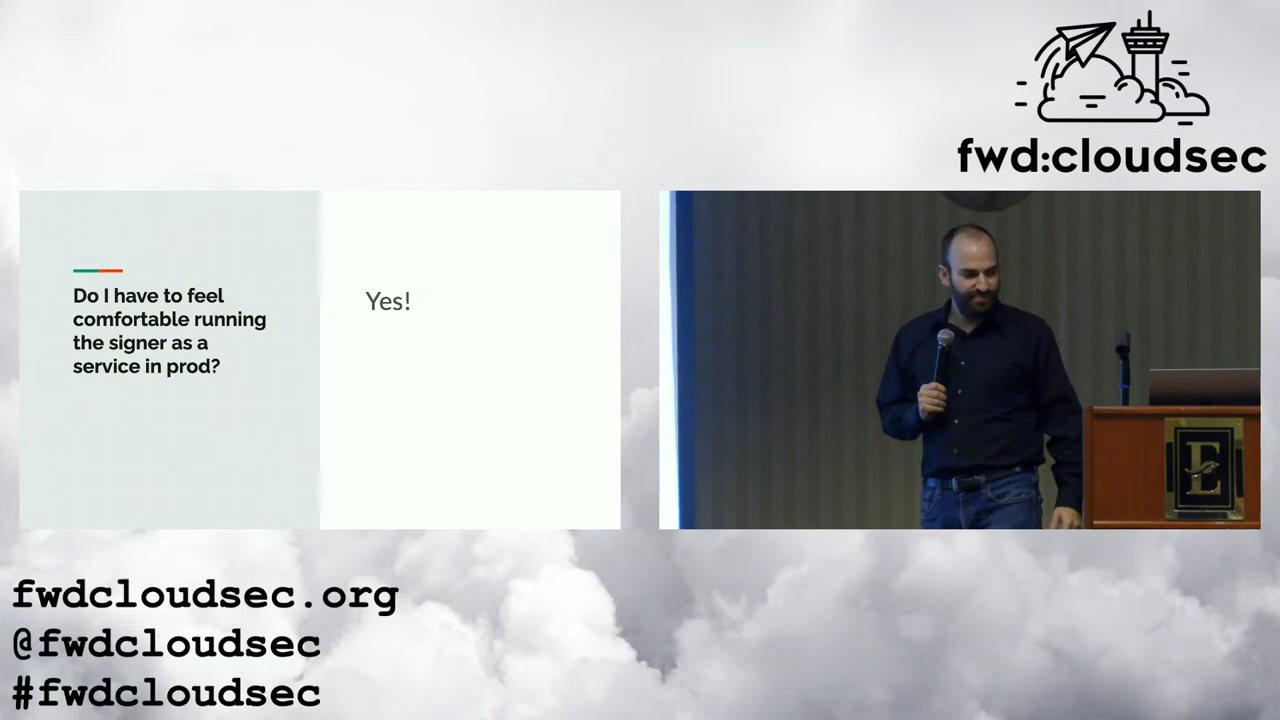 fwd:cloudsec
Do I have to feel
comfortable running
the signer as a
service in prod?
Yes!
E
fwdcloudsec.org
@fwdcloudsec
#fwdcloudsec